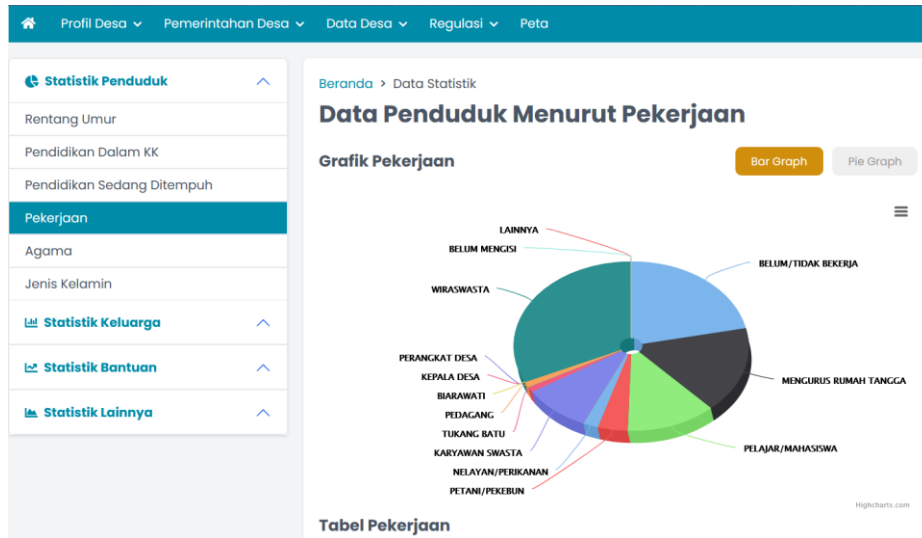 Profil Desa Pemerintahan Desa Data Desa Regulasi Peta
Statistik Penduduk
Rentang Umur
Pendidikan Dalam KK
Pendidikan Sedang Ditempuh
Pekerjaan
Agama
Jenis Kelamin
Statistik Keluarga
Statistik Bantuan
Statistik Lainnya
Beranda > Data Statistik
Data Penduduk Menurut Pekerjaan
Grafik Pekerjaan
Bar Graph
Pie Graph
LAINNYA
BELUM MENGISI
WIRASWASTA
PERANGKAT DESA
KEPALA DESA
BIARAWATI
PEDAGANG
TUKANG BATU
KARYAWAN SWASTA
NELAYAN/PERIKANAN
PETANI/PEKEBUN
BELUM/TIDAK BEKERJA
MENGURUS RUMAH TANGGA
PELAJAR/MAHASISWA
Highcharts.com
Tabel Pekerjaan